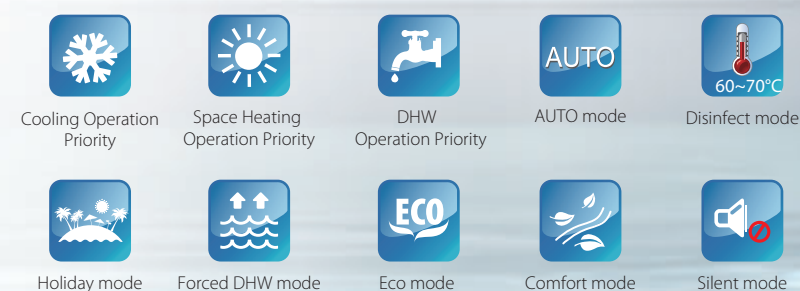 AUTO
60~70°C
Cooling Operation
Priority
Space Heating
Operation Priority
DHW
Operation Priority
AUTO mode
Disinfect mode
ECO
Holiday mode
Forced DHW mode
Eco mode
Comfort mode
Silent mode